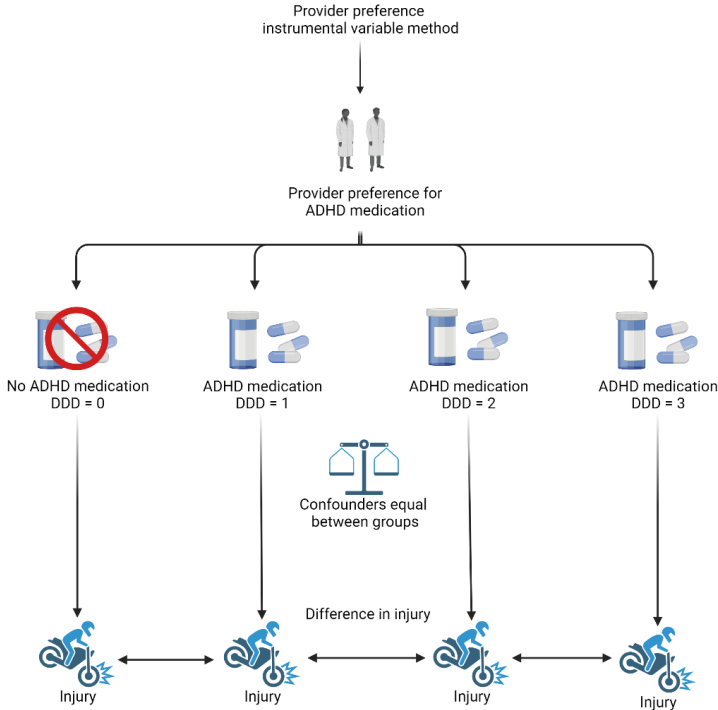 Provider preference
instrumental variable method
Provider preference for
ADHD medication
No ADHD medication
DDD = 0
ADHD medication
DDD = 1
ADHD medication
DDD = 2
ADHD medication
DDD = 3
Confounders equal
between groups
Difference in injury
Injury
Injury
Injury
Injury